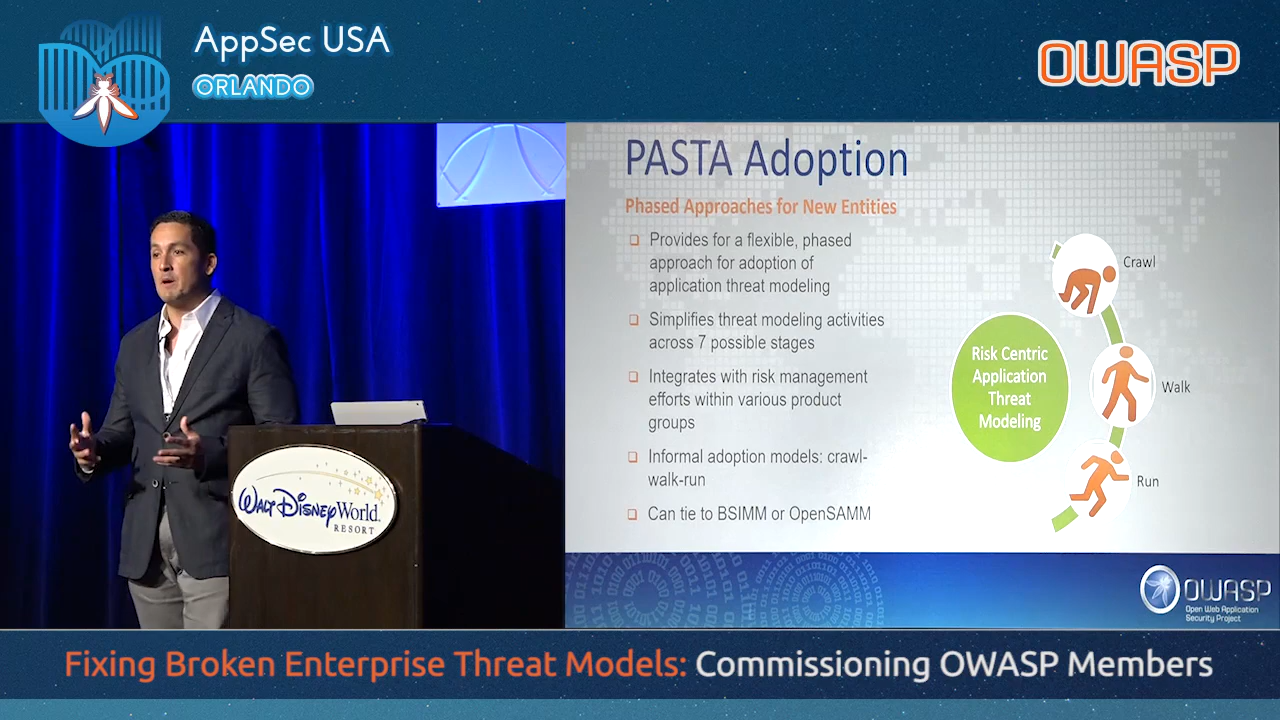 AppSec USA
ORLANDO
OWASP
PASTA Adoption
Phased Approaches for New Entities
❑ Provides for a flexible, phased
approach for adoption of
application threat modeling
❑ Simplifies threat modeling activities
across 7 possible stages
❑ Integrates with risk management
efforts within various product
groups
❑ Informal adoption models: crawl-
walk-run
❑ Can tie to BSIMM or OpenSAMM
Risk Centric
Application
Threat
Modeling
Crawl
Walk
Run
WALT DISNEY World.
RESORT
OWASP
Open Web Application
Security Project
Fixing Broken Enterprise Threat Models: Commissioning OWASP Members